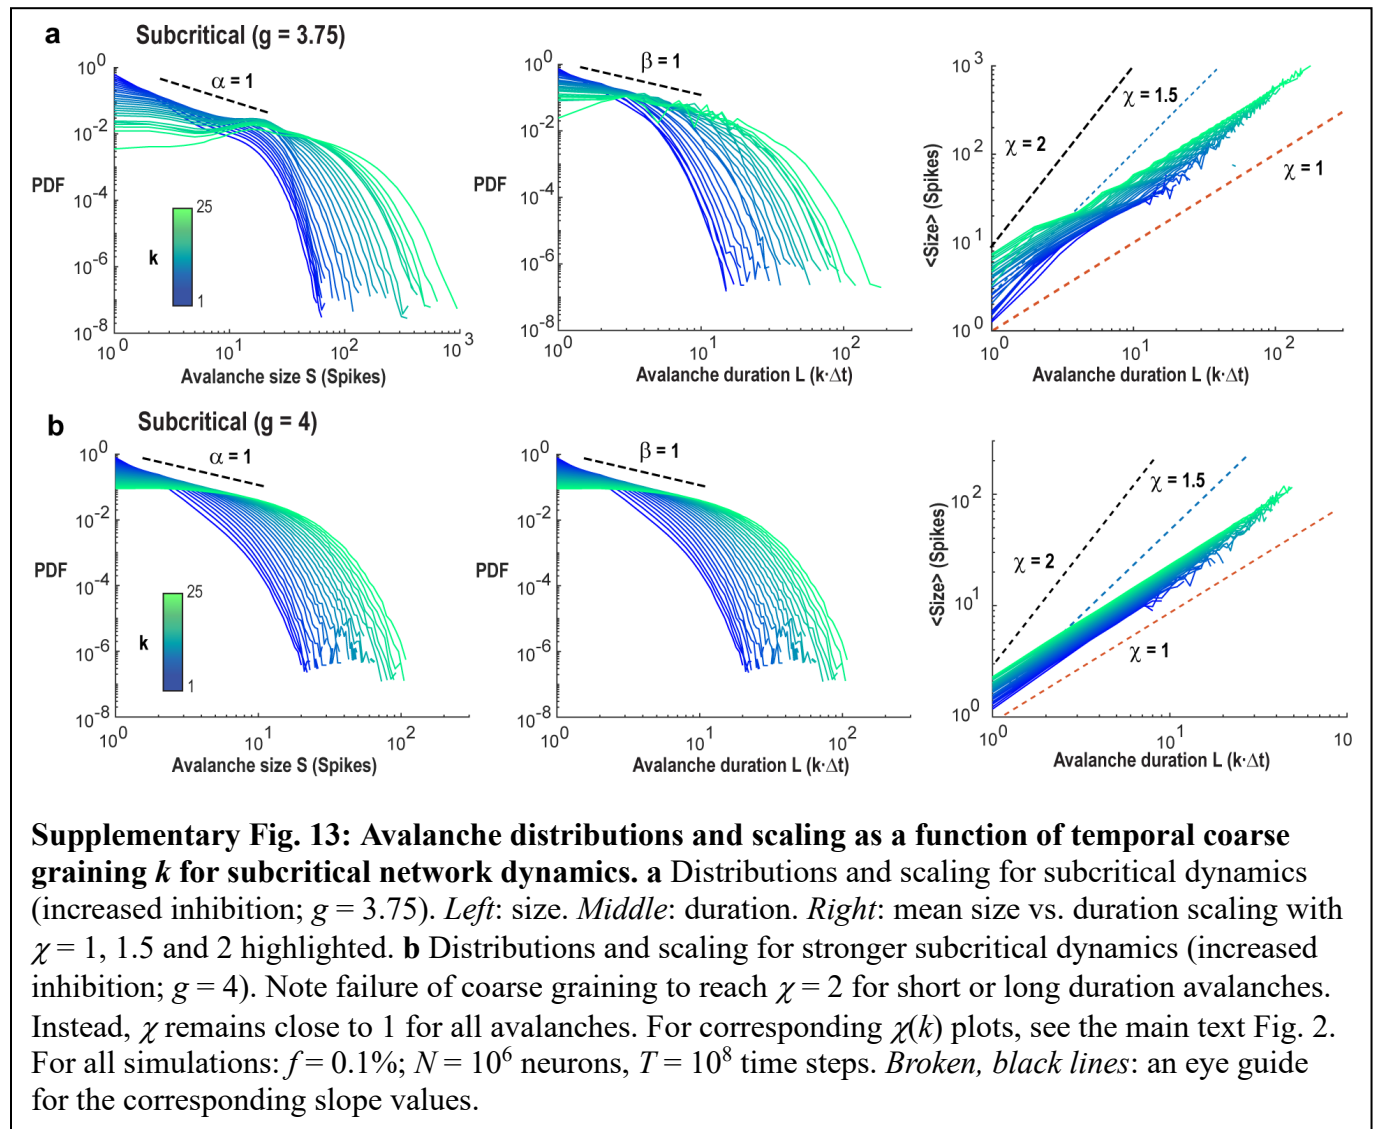 a Subcritical (g = 3.75)
10^0
10^-2
10^-4
10^-6
10^-8
PDF
α = 1
k
25
1
10^0 10^1 10^2 10^3
Avalanche size S (Spikes)
10^0
10^-2
10^-4
10^-6
10^-8
PDF
β = 1
10^0 10^1 10^2
Avalanche duration L (k·Δt)
10^3
10^2
10^1
10^0
<Size> (Spikes)
χ = 2
χ = 1.5
χ = 1
10^0 10^1 10^2
Avalanche duration L (k·Δt)
b Subcritical (g = 4)
10^0
10^-2
10^-4
10^-6
10^-8
PDF
α = 1
k
25
1
10^0 10^1 10^2
Avalanche size S (Spikes)
10^0
10^-2
10^-4
10^-6
10^-8
PDF
β = 1
10^0 10^1 10^2
Avalanche duration L (k·Δt)
10^2
10^1
10^0
<Size> (Spikes)
χ = 2
χ = 1.5
χ = 1
10^0 10^1 10
Avalanche duration L (k·Δt)
Supplementary Fig. 13: Avalanche distributions and scaling as a function of temporal coarse
graining k for subcritical network dynamics. a Distributions and scaling for subcritical dynamics
(increased inhibition; g = 3.75). Left: size. Middle: duration. Right: mean size vs. duration scaling with
χ = 1, 1.5 and 2 highlighted. b Distributions and scaling for stronger subcritical dynamics (increased
inhibition; g = 4). Note failure of coarse graining to reach χ = 2 for short or long duration avalanches.
Instead, χ remains close to 1 for all avalanches. For corresponding χ(k) plots, see the main text Fig. 2.
For all simulations: f = 0.1%; N = 10^6 neurons, T = 10^8 time steps. Broken, black lines: an eye guide
for the corresponding slope values.